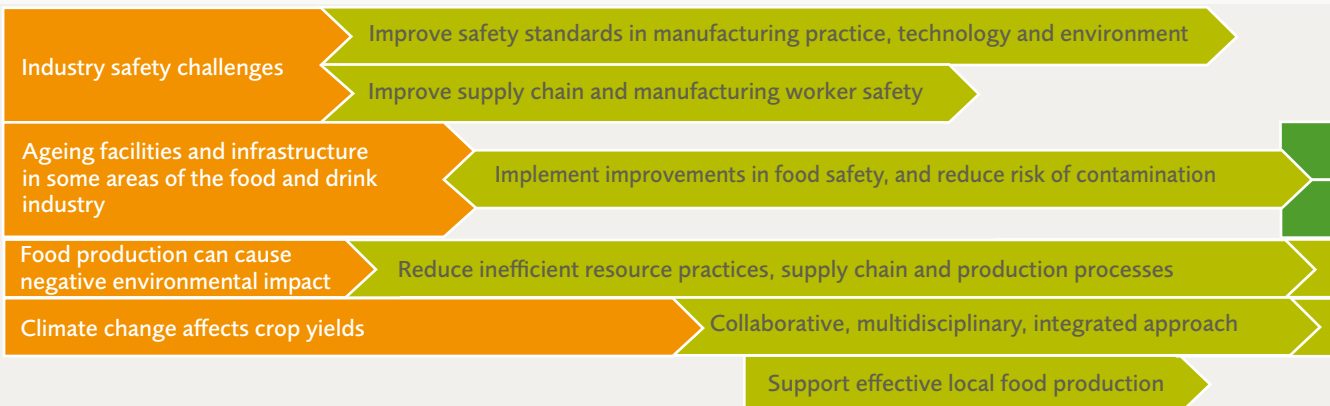 Improve safety standards in manufacturing practice, technology and environment
Industry safety challenges
Improve supply chain and manufacturing worker safety
Ageing facilities and infrastructure
in some areas of the food and drink
industry
Implement improvements in food safety, and reduce risk of contamination
Food production can cause
negative environmental impact
Reduce inefficient resource practices, supply chain and production processes
Climate change affects crop yields
Collaborative, multidisciplinary, integrated approach
Support effective local food production